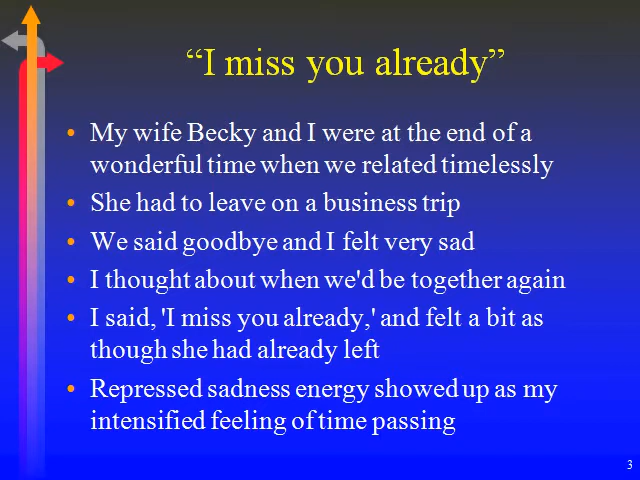 “I miss you already”
• My wife Becky and I were at the end of a
wonderful time when we related timelessly
• She had to leave on a business trip
• We said goodbye and I felt very sad
• I thought about when we'd be together again
• I said, 'I miss you already,' and felt a bit as
though she had already left
• Repressed sadness energy showed up as my
intensified feeling of time passing
3